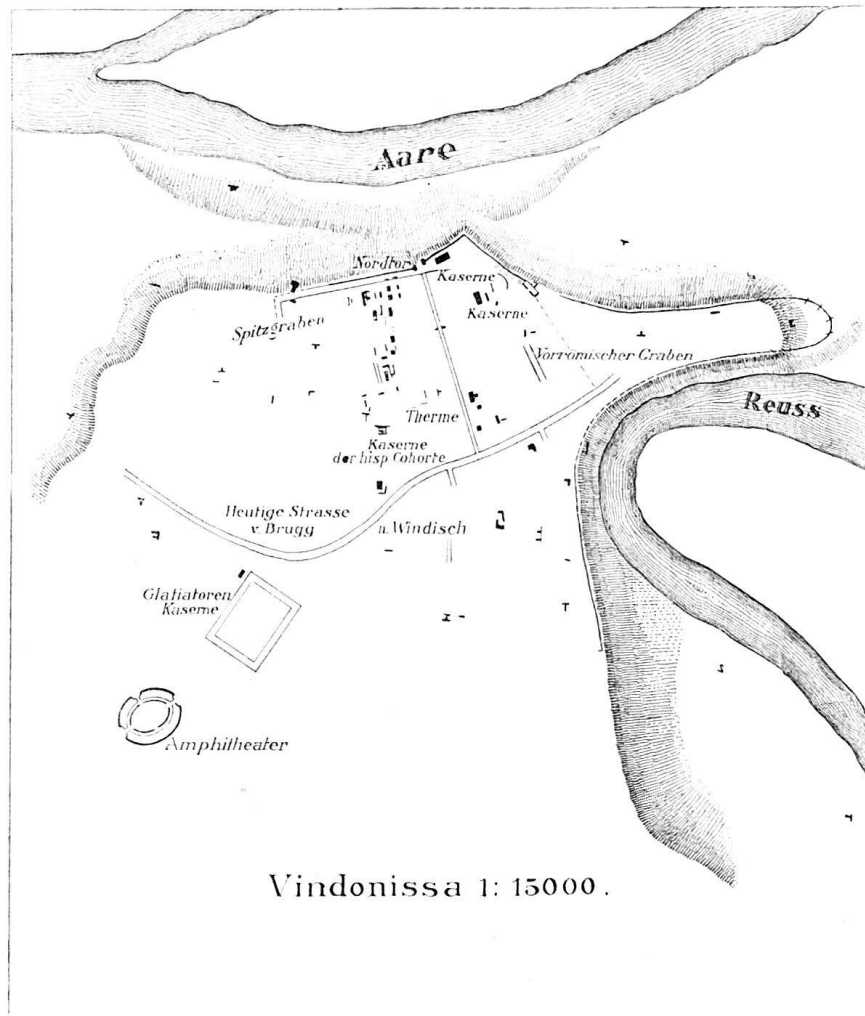 Aare
Nordtor
Kaserne
Kaserne
Spitzgraben
Vorrömischer Graben
Reuss
Therme
Kaserne
der hisp Cohorte
Heutige Strasse
v. Brugg n. Windisch
Glatiatoren
Kaserne
Amphitheater
Vindonissa 1: 15000.